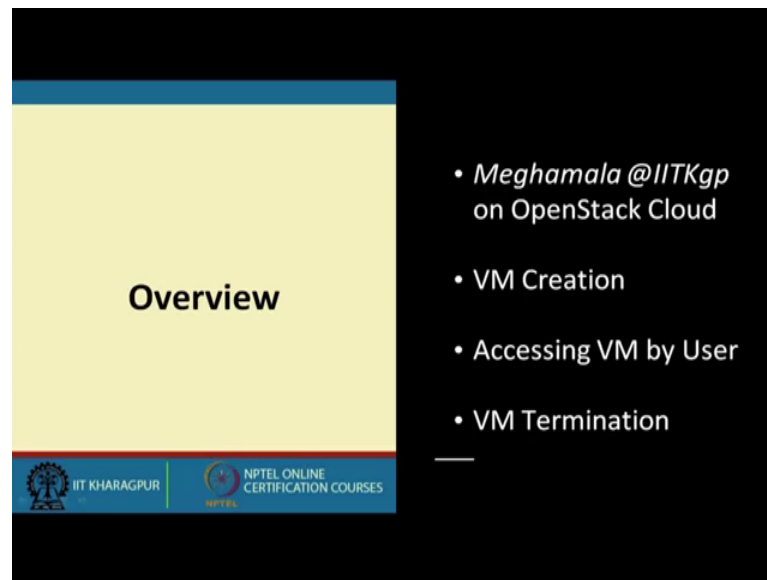 Overview
• Meghamala @IITKgp
on OpenStack Cloud
• VM Creation
• Accessing VM by User
• VM Termination
IIT KHARAGPUR
NPTEL
NPTEL ONLINE
CERTIFICATION COURSES